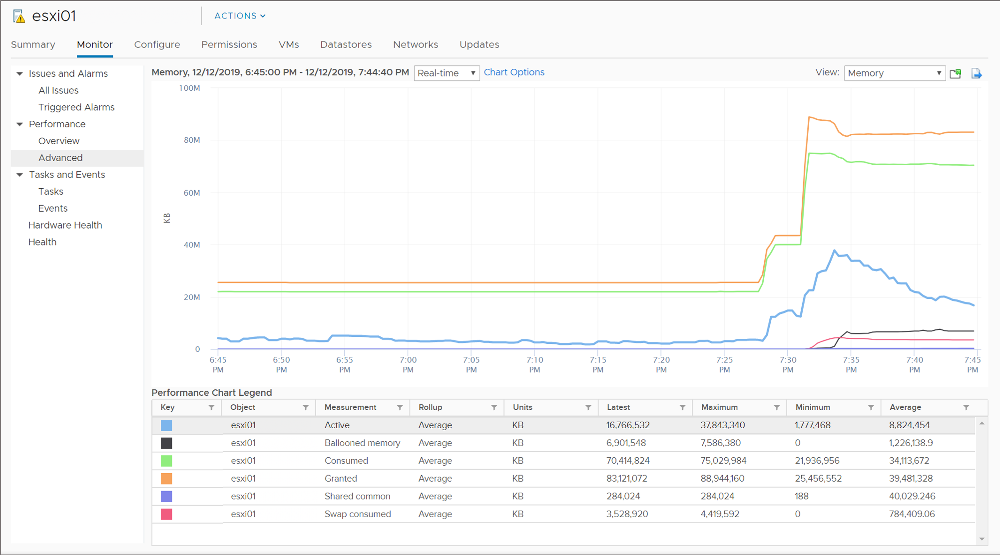 esxi01
ACTIONS
Summary Monitor Configure Permissions VMs Datastores Networks Updates
Issues and Alarms
All Issues
Triggered Alarms
Performance
Overview
Advanced
Tasks and Events
Tasks
Events
Hardware Health
Health
Memory, 12/12/2019, 6:45:00 PM - 12/12/2019, 7:44:40 PM Real-time Chart Options View: Memory
100M
80M
60M
40M
20M
0
KB
6:45 PM
6:50 PM
6:55 PM
7:00 PM
7:05 PM
7:10 PM
7:15 PM
7:20 PM
7:25 PM
7:30 PM
7:35 PM
7:40 PM
7:45 PM
Performance Chart Legend
Key Object Measurement Rollup Units Latest Maximum Minimum Average
esxi01 Active Average KB 16,766,532 37,843,340 1,777,468 8,824,454
esxi01 Ballooned memory Average KB 6,901,548 7,586,380 0 1,226,138.9
esxi01 Consumed Average KB 70,414,824 75,029,984 21,936,956 34,113,672
esxi01 Granted Average KB 83,121,072 88,944,160 25,456,552 39,481,328
esxi01 Shared common Average KB 284,024 284,024 188 40,029.246
esxi01 Swap consumed Average KB 3,528,920 4,419,592 0 784,409.06